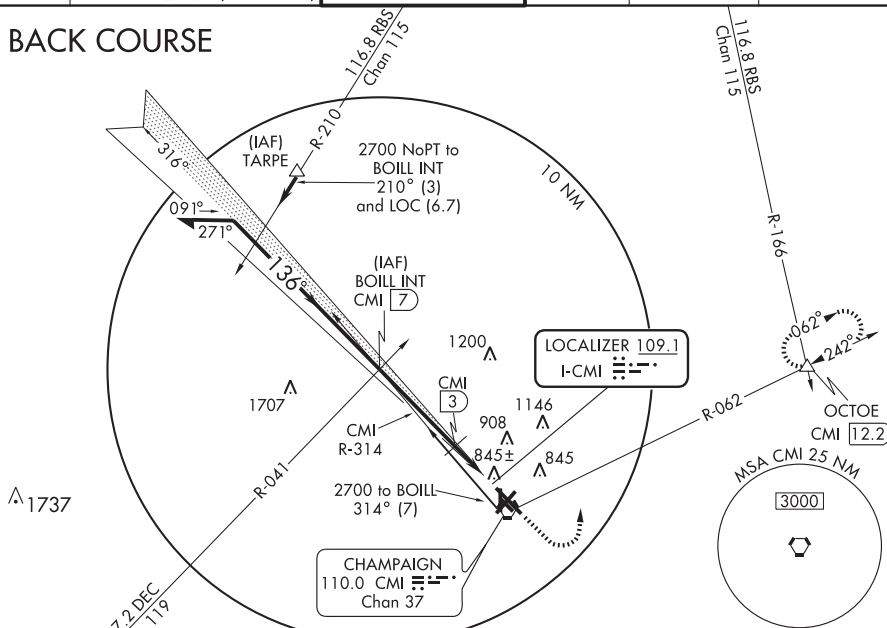 BACK COURSE
116.8 RBS
Chan 115
R-210
116.8 RBS
Chan 115
R-166
(IAF)
TARPE
2700 NoPT to
BOILL INT
210° (3)
and LOC (6.7)
10 NM
316°
091°
271°
136°
(IAF)
BOILL INT
CMI 7
1200
LOCALIZER 109.1
I-CMI
062°
242°
1707
CMI
3
1146
908
R-062
OCTOE
CMI 12.2
CMI
R-314
845±
845
R-041
1737
2700 to BOILL
314° (7)
MSA CMI 25 NM
3000
CHAMPAIGN
110.0 CMI
Chan 37
7.2 DEC
119